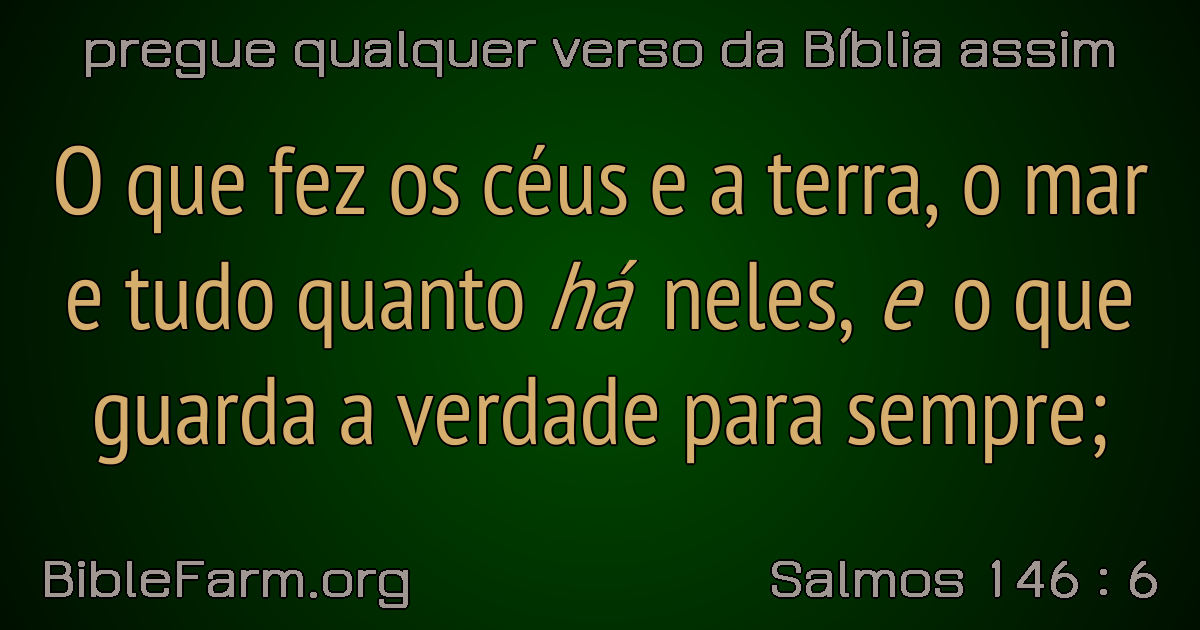 pregue qualquer verso da Bíblia assim
O que fez os céus e a terra, o mar
e tudo quanto há neles, e o que
guarda a verdade para sempre;
BibleFarm.org
Salmos 146 : 6